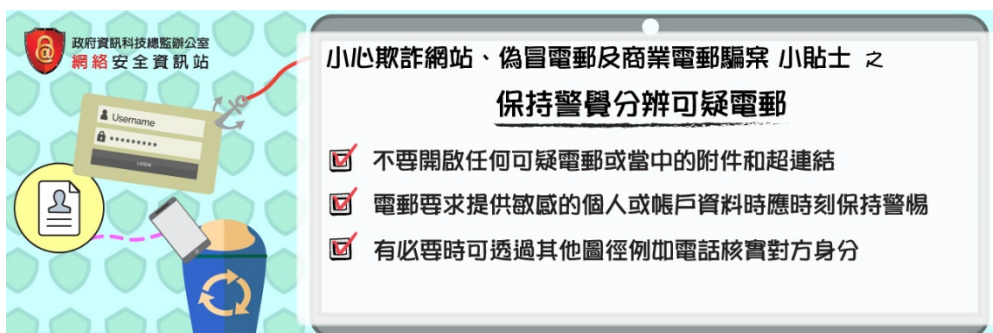 政府資訊科技總監辦公室
網絡安全資訊站
Username
*********
LOGIN
小心欺詐網站、偽冒電郵及商業電郵騙案 小貼士 之
保持警覺分辨可疑電郵
不要開啟任何可疑電郵或當中的附件和超連結
電郵要求提供敏感的個人或帳戶資料時應時刻保持警惕
有必要時可透過其他圖徑例如電話核實對方身分